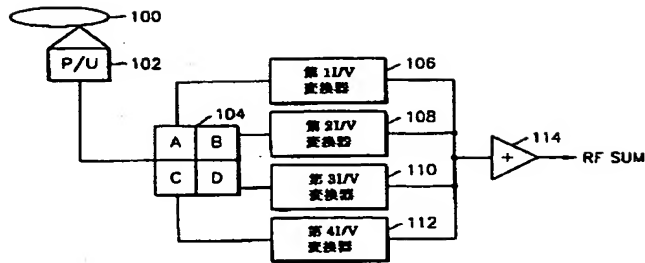 100
P/U
102
第 1I/V
変換器
106
104
A B
C D
第 2I/V
変換器
108
第 3I/V
変換器
110
第 4I/V
変換器
112
114
+
RF SUM